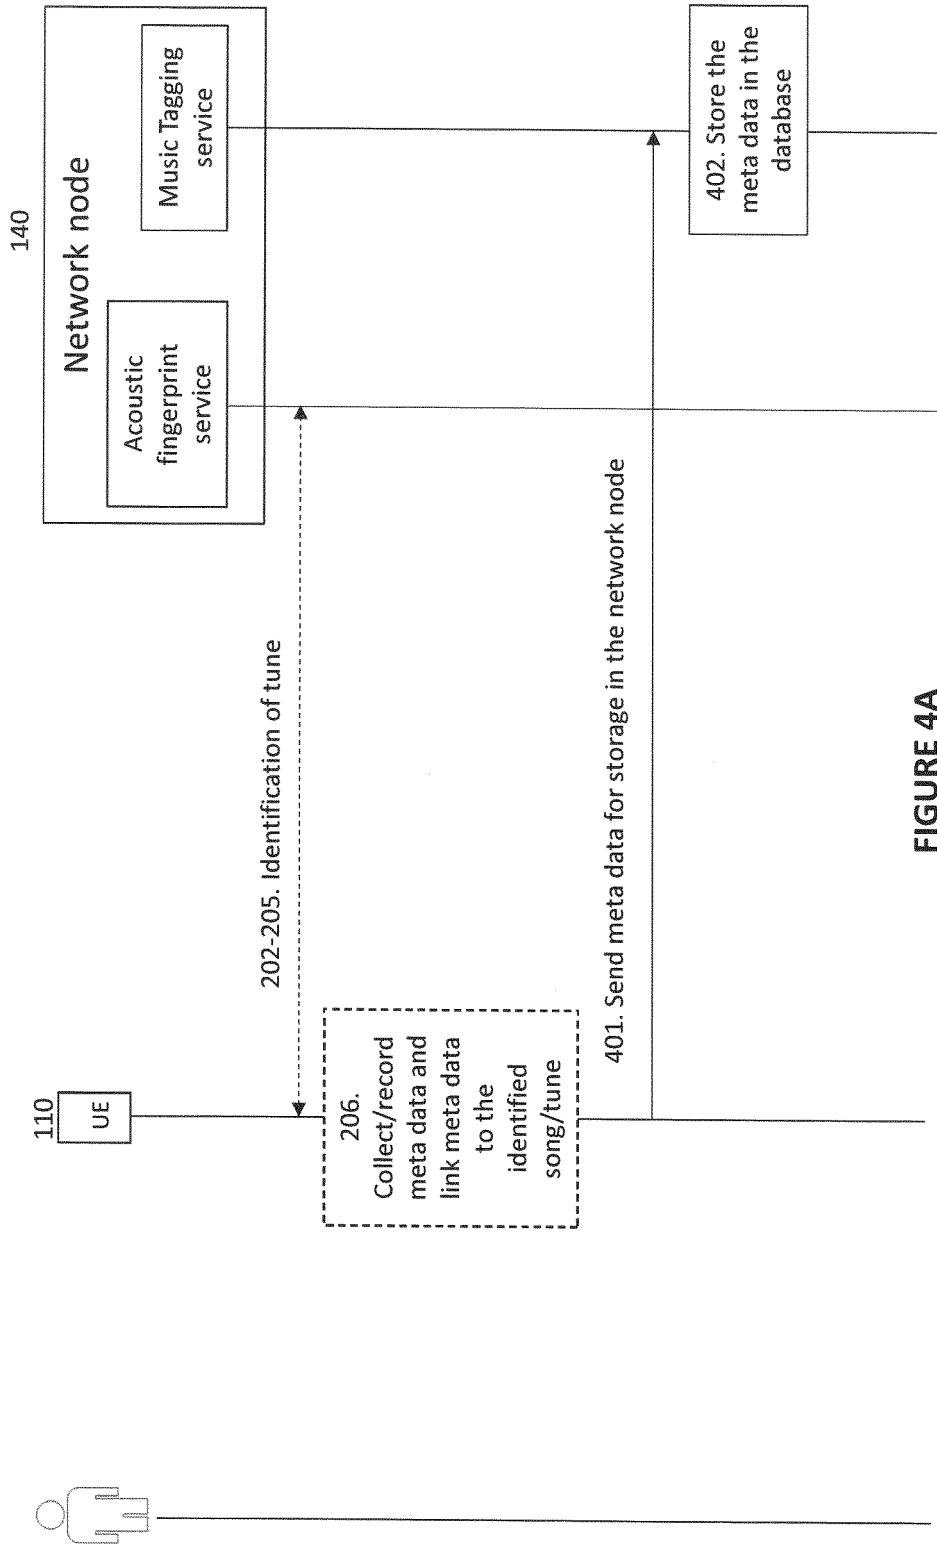 140
Network node
Acoustic
fingerprint
service
Music Tagging
service
110
UE
202-205. Identification of tune
206.
Collect/record
meta data and
link meta data
to the
identified
song/tune
401. Send meta data for storage in the network node
402. Store the
meta data in the
database
FIGURE 4A